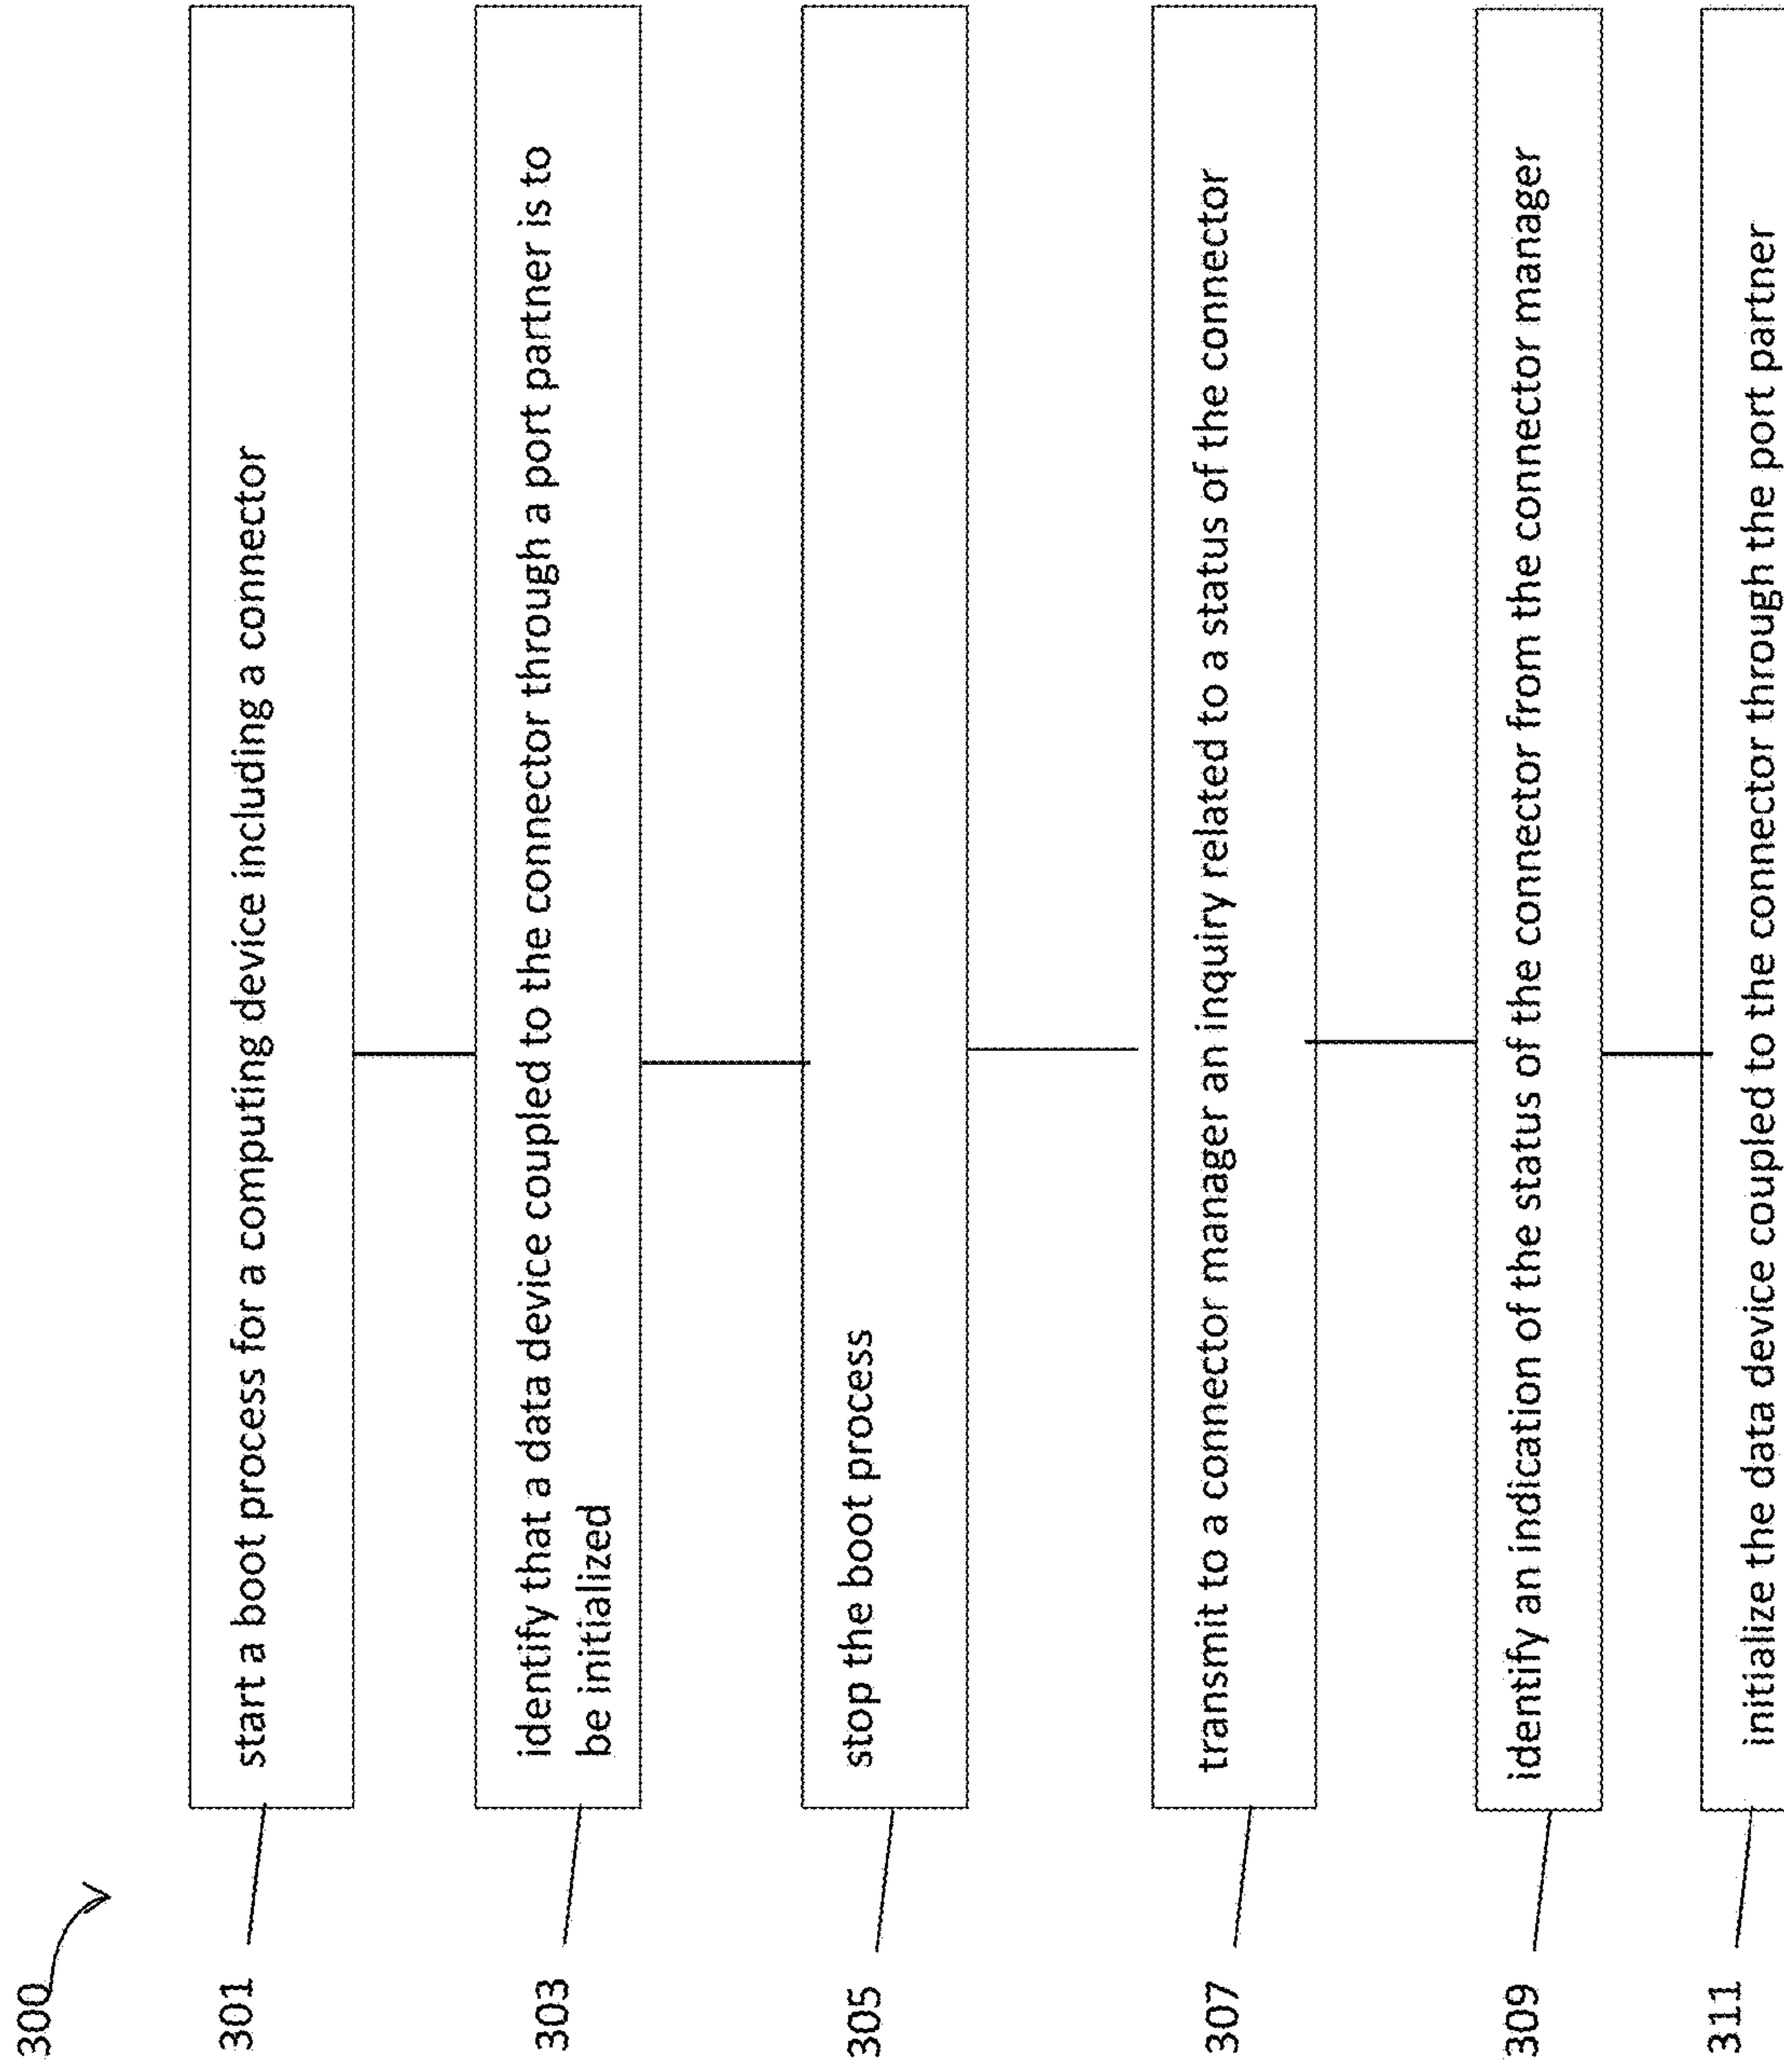 300
301
start a boot process for a computing device including a connector
303
identify that a data device coupled to the connector through a port partner is to
be initialized
305
stop the boot process
307
transmit to a connector manager an inquiry related to a status of the connector
309
identify an indication of the status of the connector from the connector manager
311
initialize the data device coupled to the connector through the port partner